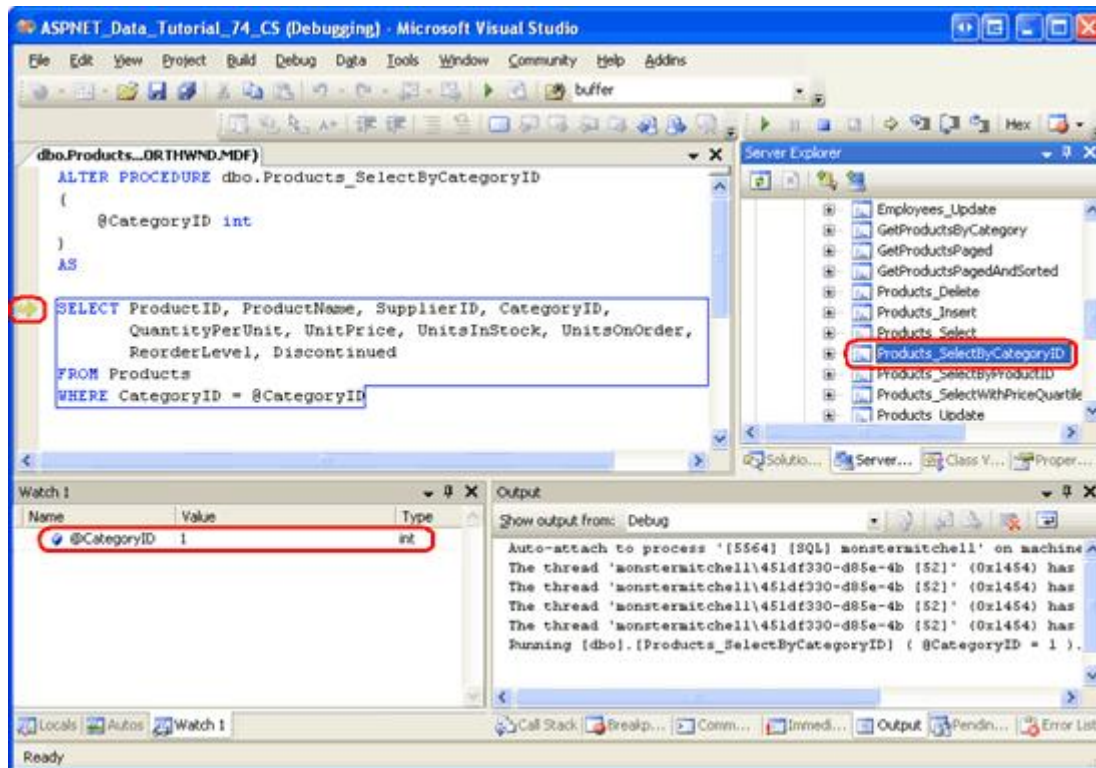 ASPNET_Data_Tutorial_74_CS (Debugging) - Microsoft Visual Studio
File Edit View Project Build Debug Data Tools Window Community Help Addins
buffer
Hex
dbo.Products...ORTHWND.MDF)
ALTER PROCEDURE dbo.Products_SelectByCategoryID
(
@CategoryID int
)
AS
SELECT ProductID, ProductName, SupplierID, CategoryID,
QuantityPerUnit, UnitPrice, UnitsInStock, UnitsOnOrder,
ReorderLevel, Discontinued
FROM Products
WHERE CategoryID = @CategoryID
Server Explorer
Employees_Update
GetProductsByCategory
GetProductsPaged
GetProductsPagedAndSorted
Products_Delete
Products_Insert
Products_Select
Products_SelectByCategoryID
Products_SelectByProductID
Products_SelectWithPriceQuartile
Products_Update
Solutio... Server... Class V... Proper...
Watch 1
Name Value Type
@CategoryID 1 int
Locals Autos Watch 1
Output
Show output from: Debug
Auto-attach to process '[5564] [SQL] monstermitchell' on machine
The thread 'monstermitchell\451df330-d85e-4b [52]' (0x1454) has
The thread 'monstermitchell\451df330-d85e-4b [52]' (0x1454) has
The thread 'monstermitchell\451df330-d85e-4b [52]' (0x1454) has
The thread 'monstermitchell\451df330-d85e-4b [52]' (0x1454) has
Running [dbo].[Products_SelectByCategoryID] ( @CategoryID = 1 ).
Call Stack Breakp... Comm... Immedi... Output Pendin... Error List
Ready